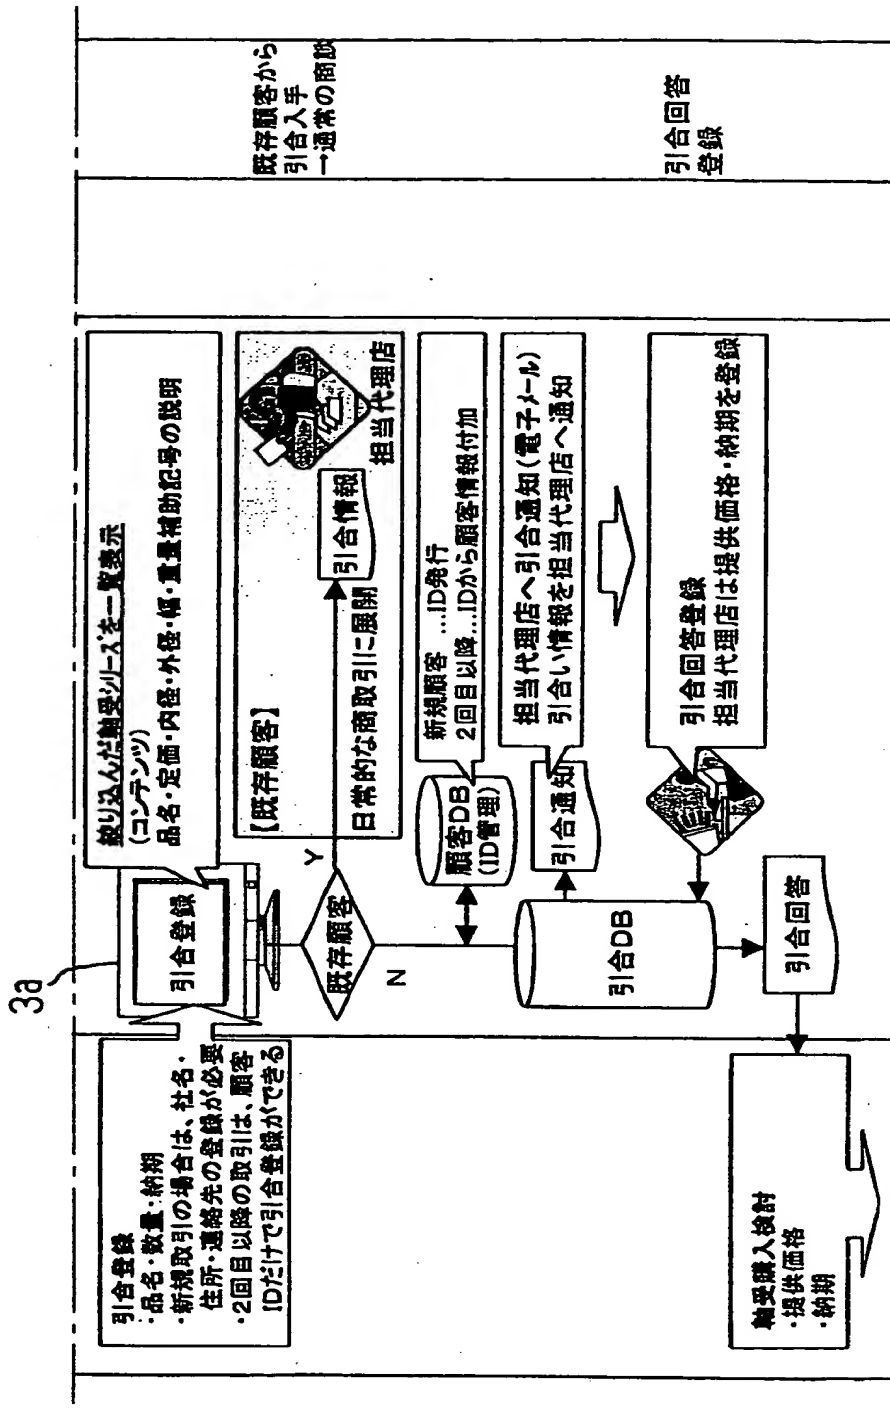 3a
引合登録
・品名・数量・納期
・新規取引の場合は、社名・
住所・連絡先の登録が必要
・2回目以降の取引は、顧客
IDだけで引合登録ができる
引合登録
絞り込んだ軸受シリーズを一覧表示
(コンテンツ)
品名・定価・内径・外径・幅・重量補助記号の説明
既存顧客
Y
N
【既存顧客】
引合情報
担当代理店
日常的な商取引に展開
既存顧客から
引合入手
→通常の商談
顧客DB
(ID管理)
新規顧客 …ID発行
2回目以降…IDから顧客情報付加
引合DB
引合通知
担当代理店へ引合通知(電子メール)
引合い情報を担当代理店へ通知
引合回答登録
担当代理店は提供価格・納期を登録
引合回答
登録
引合回答
軸受購入検討
・提供価格
・納期